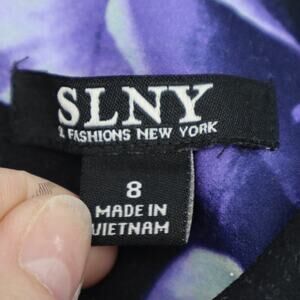 SLNY
FASHIONS NEW YORK
8
MADE IN
VIETNAM